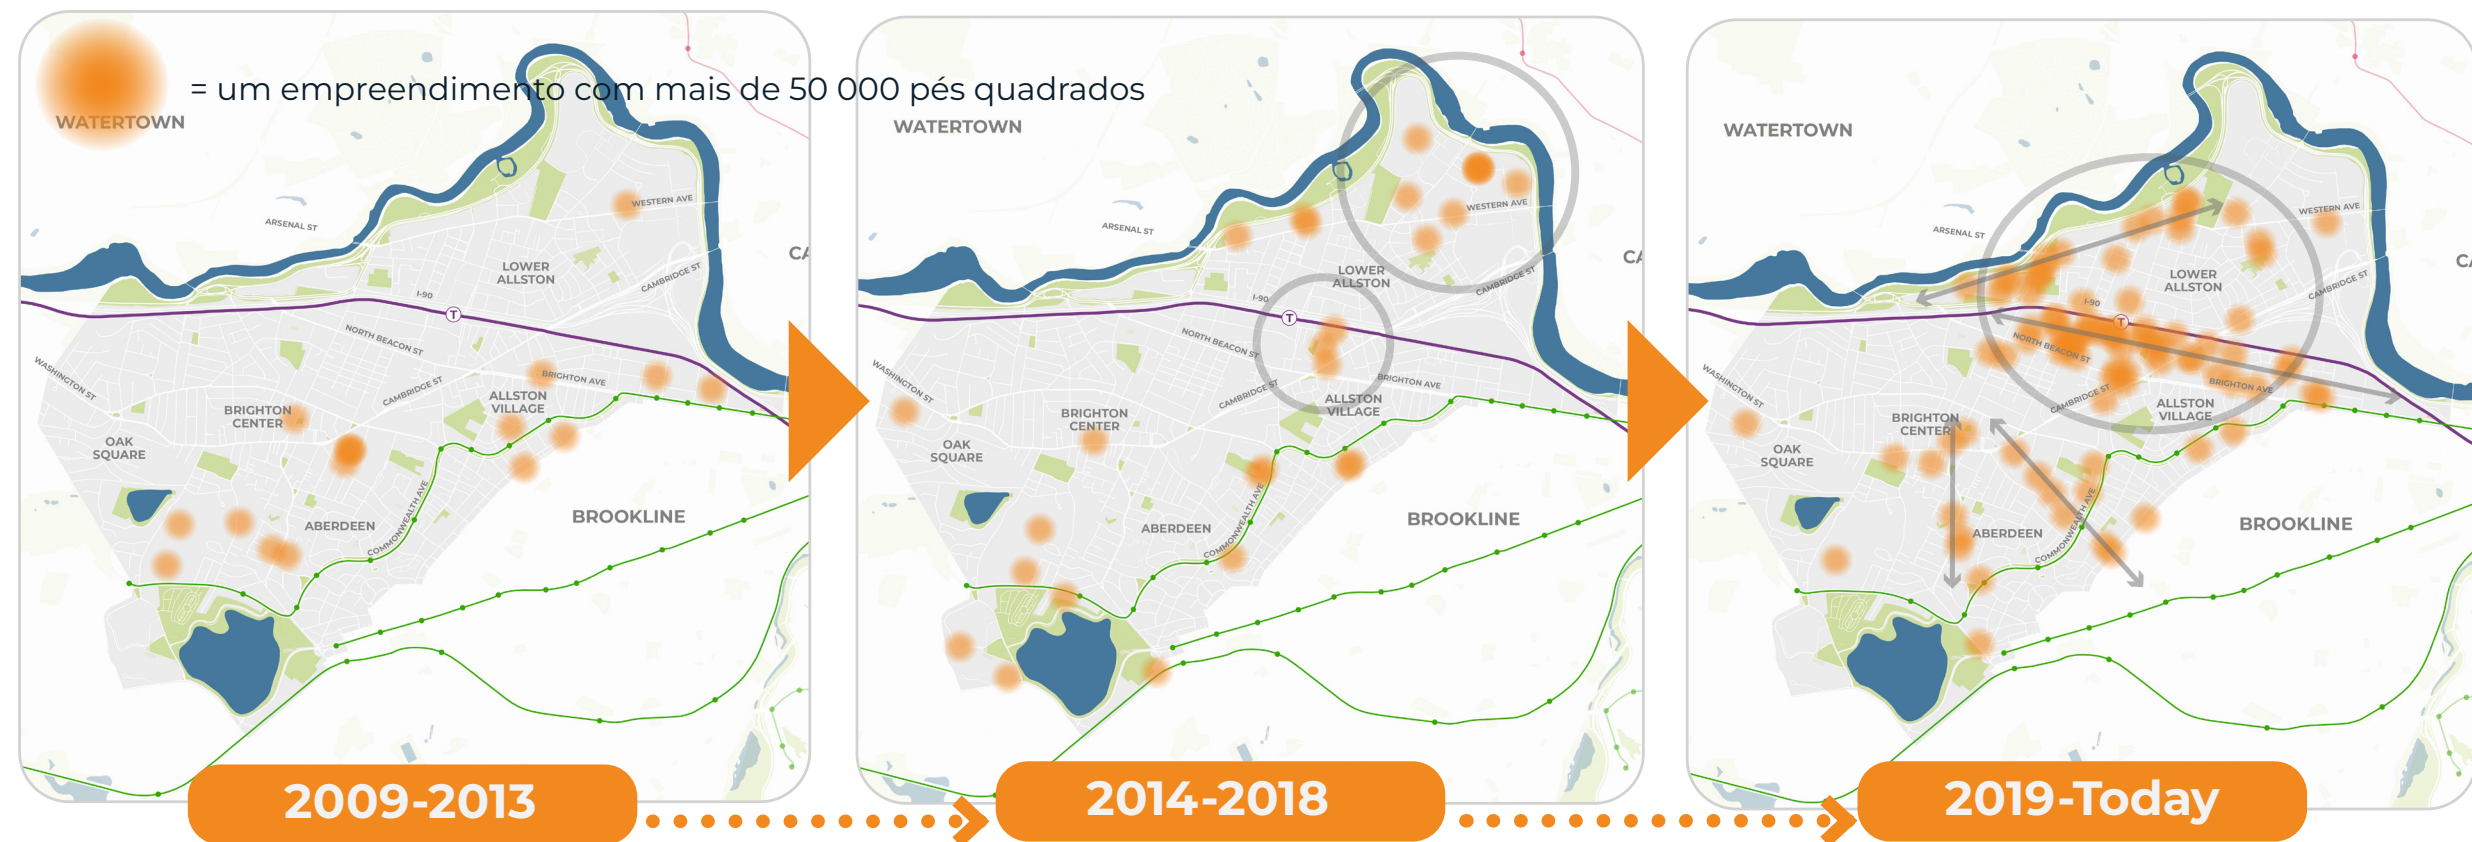 = um empreendimento com mais de 50 000 pés quadrados
WATERTOWN
ARSENAL ST
WESTERN AVE
CA
LOWER
ALLSTON
CAMBRIDGE ST
I-90
T
NORTH BEACON ST
WASHINGTON ST
CAMBRIDGE ST
BRIGHTON AVE
ALLSTON
VILLAGE
BRIGHTON
CENTER
OAK
SQUARE
COMMONWEALTH AVE
ABERDEEN
BROOKLINE
2009-2013
WATERTOWN
ARSENAL ST
WESTERN AVE
CA
LOWER
ALLSTON
CAMBRIDGE ST
I-90
T
NORTH BEACON ST
WASHINGTON ST
CAMBRIDGE ST
BRIGHTON AVE
ALLSTON
VILLAGE
BRIGHTON
CENTER
OAK
SQUARE
COMMONWEALTH AVE
ABERDEEN
BROOKLINE
2014-2018
WATERTOWN
ARSENAL ST
WESTERN AVE
C
LOWER
ALLSTON
CAMBRIDGE ST
I-90
T
NORTH BEACON ST
WASHINGTON ST
CAMBRIDGE ST
BRIGHTON AVE
ALLSTON
VILLAGE
BRIGHTON
CENTER
OAK
SQUARE
COMMONWEALTH AVE
ABERDEEN
BROOKLINE
2019-Today